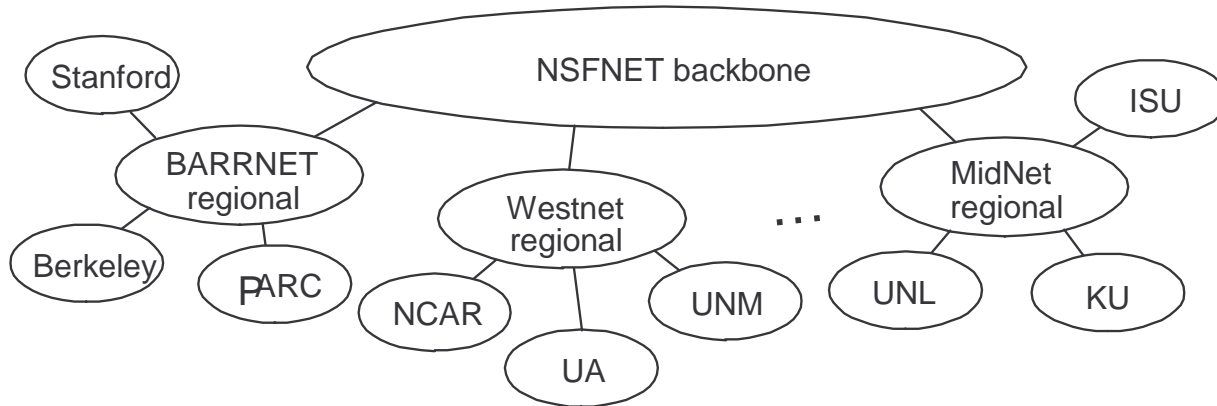 NSFNET backbone
Stanford
ISU
BARRNET
regional
MidNet
regional
Westnet
regional
...
Berkeley
PARC
NCAR
UNM
UNL
KU
UA